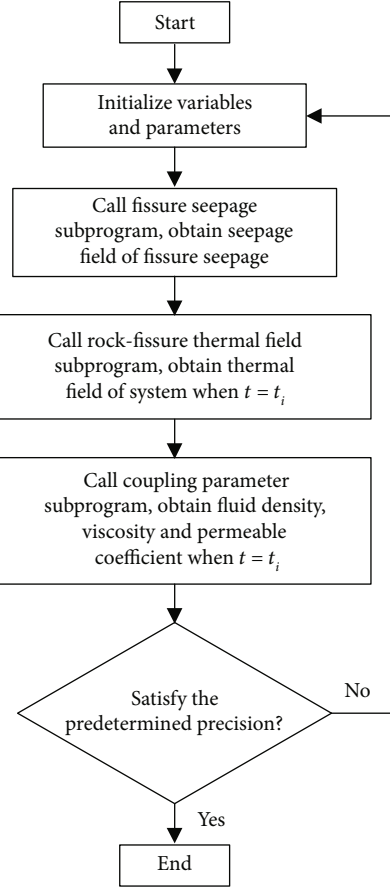 Start
Initialize variables
and parameters
Call fissure seepage
subprogram, obtain seepage
field of fissure seepage
Call rock-fissure thermal field
subprogram, obtain thermal
field of system when t = tᵢ
Call coupling parameter
subprogram, obtain fluid density,
viscosity and permeable
coefficient when t = tᵢ
Satisfy the
predetermined precision?
No
Yes
End